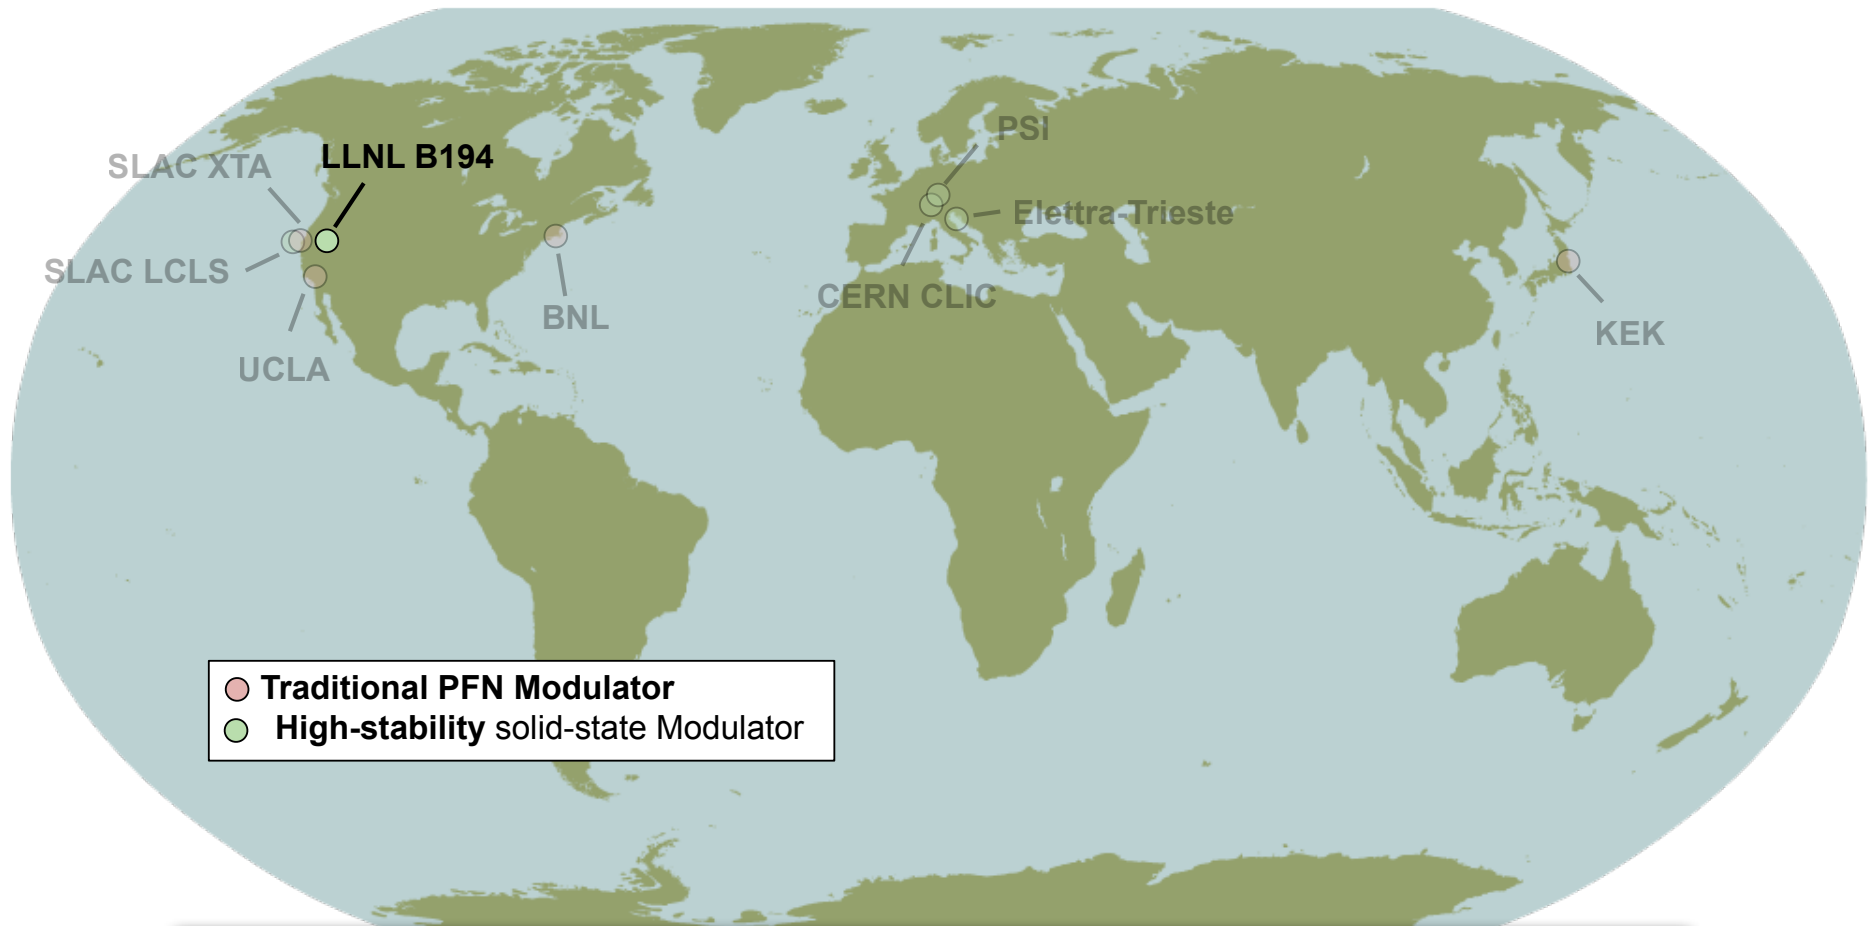 PSI
SLAC XTA
LLNL B194
Elettra-Trieste
SLAC LCLS
CERN CLIC
BNL
KEK
UCLA
Traditional PFN Modulator
High-stability solid-state Modulator